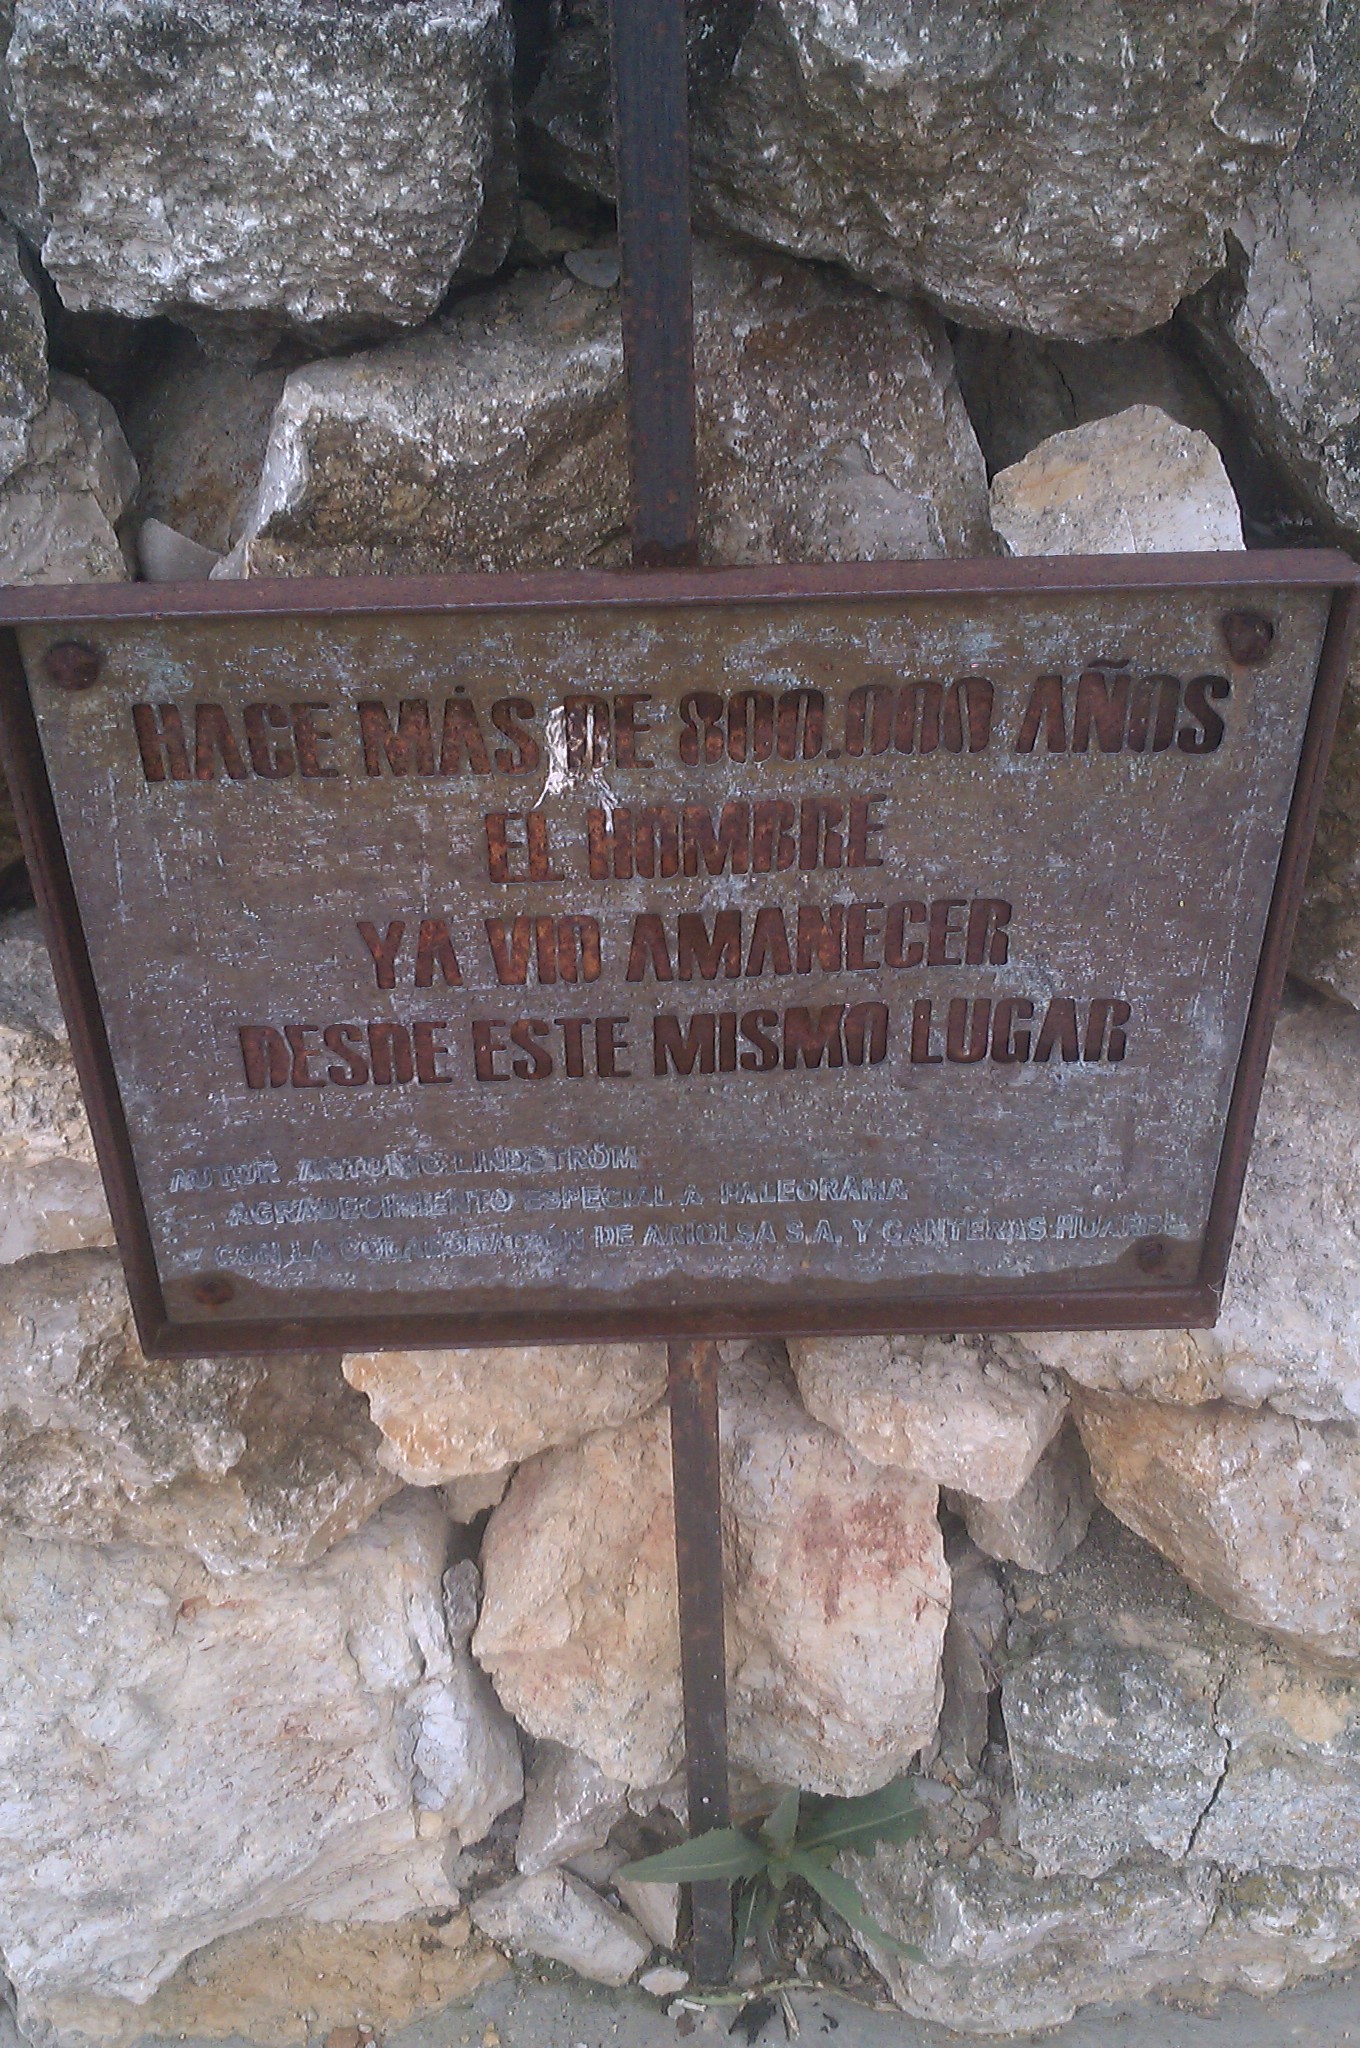 HACE MÁS DE 800.000 AÑOS
EL HOMBRE
YA VIO AMANECER
DESDE ESTE MISMO LUGAR
AUTOR ANTONIO LINDSTRÖM
AGRADECIMIENTO ESPECIAL A PALEORAMA
Y CON LA COLABORACIÓN DE ARIOLSA S.A. Y CANTERAS